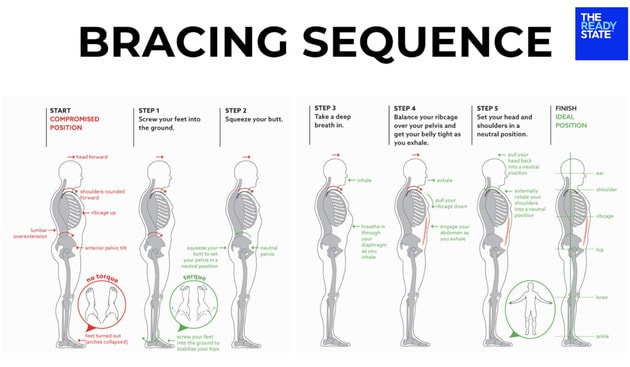 BRACING SEQUENCE
THE
READY
STATE
START
COMPROMISED
POSITION
head forward
shoulders rounded
forward
ribcage up
lumbar
overextension
anterior pelvic tilt
no torque
feet turned out
(arches collapsed)
STEP 1
Screw your feet into
the ground.
squeeze your
butt to set
your pelvis in a
neutral position
torque
screw your feet
into the ground to
stabilize your hips
STEP 2
Squeeze your butt.
neutral
pelvis
STEP 3
Take a deep
breath in.
inhale
breathe in
through
your
diaphragm
as you
inhale
STEP 4
Balance your ribcage
over your pelvis and
get your belly tight as
you exhale.
exhale
pull your
ribcage down
engage your
abdomen as
you exhale
STEP 5
Set your head and
shoulders in a
neutral position.
pull your
head back
into a neutral
position
externally
rotate your
shoulders
into a neutral
position
FINISH
IDEAL
POSITION
ear
shoulder
ribcage
hip
knee
ankle